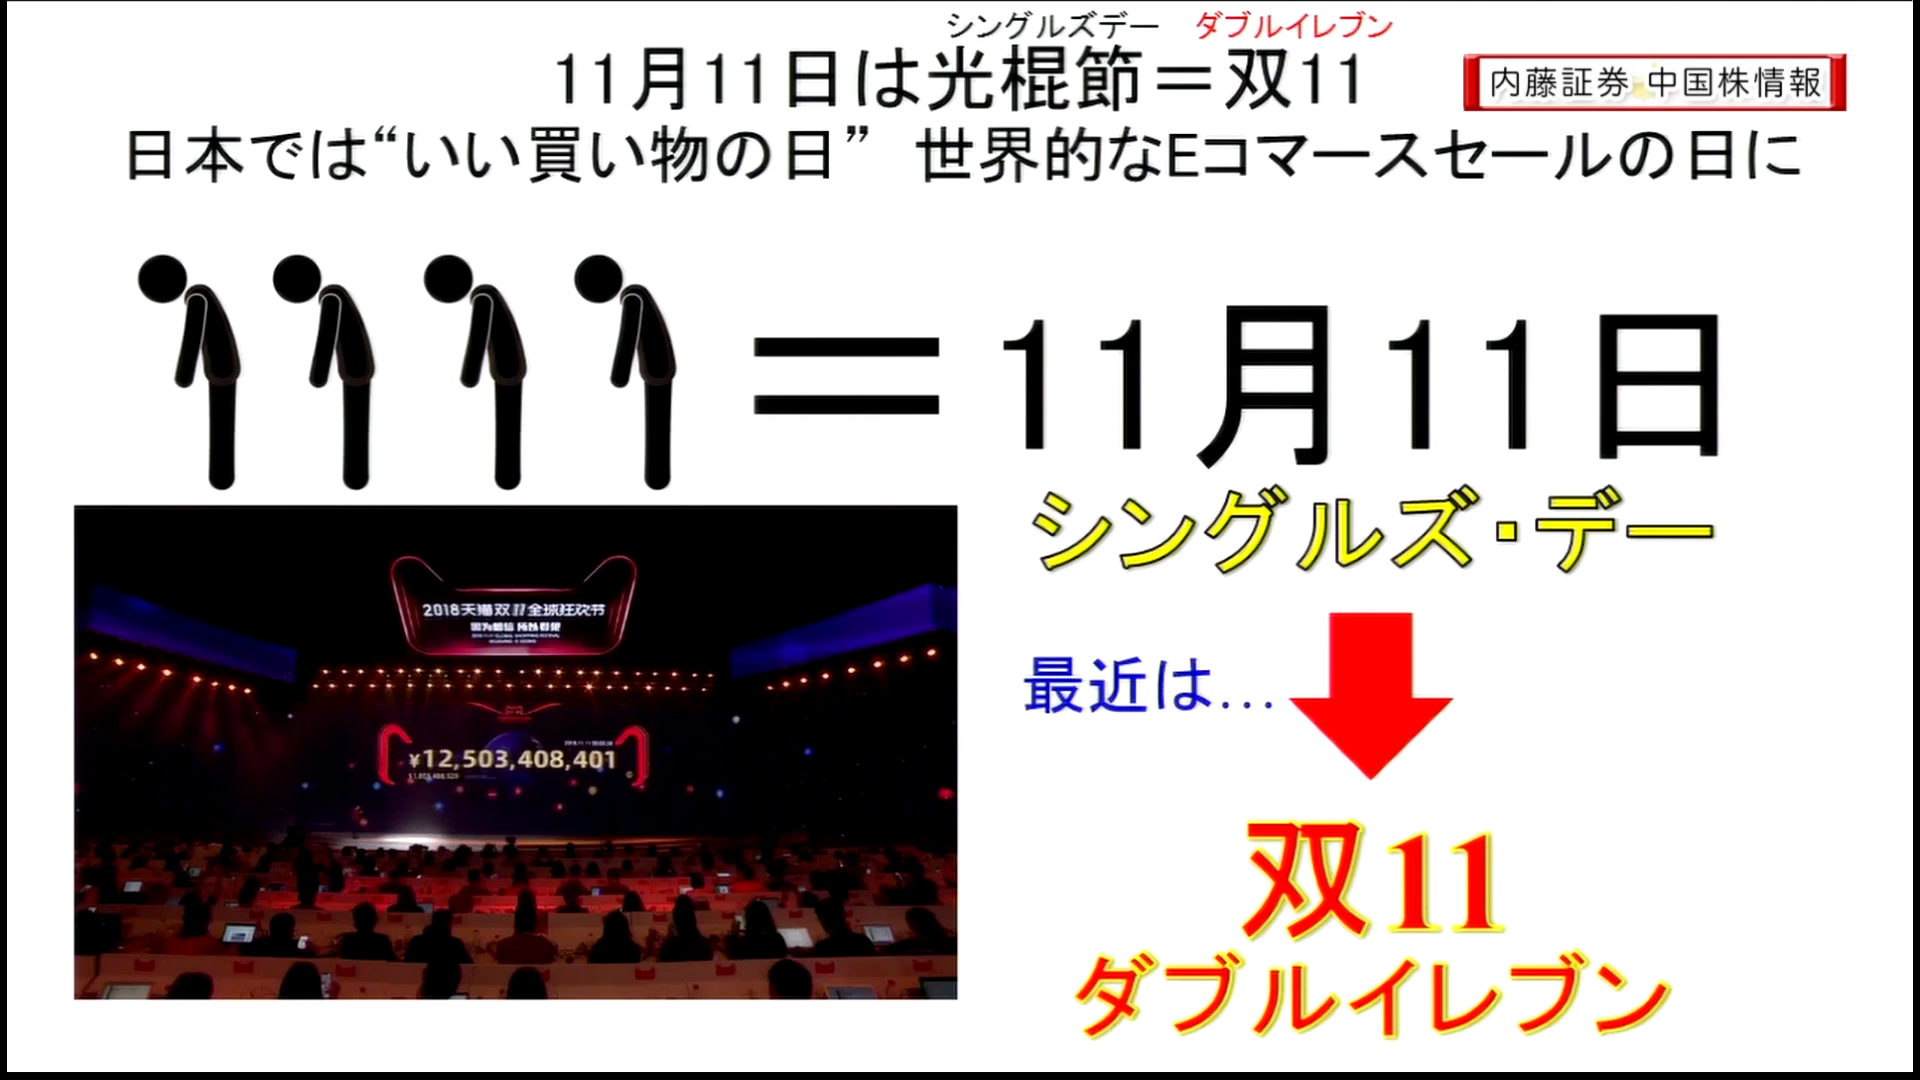 シングルズデー ダブルイレブン
11月11日は光棍節＝双11
内藤証券 中国株情報
日本では“いい買い物の日” 世界的なEコマースセールの日に
＝11月11日
シングルズ・デー
2018天猫双11全球狂欢节
¥12,503,408,401
最近は…
双11
ダブルイレブン